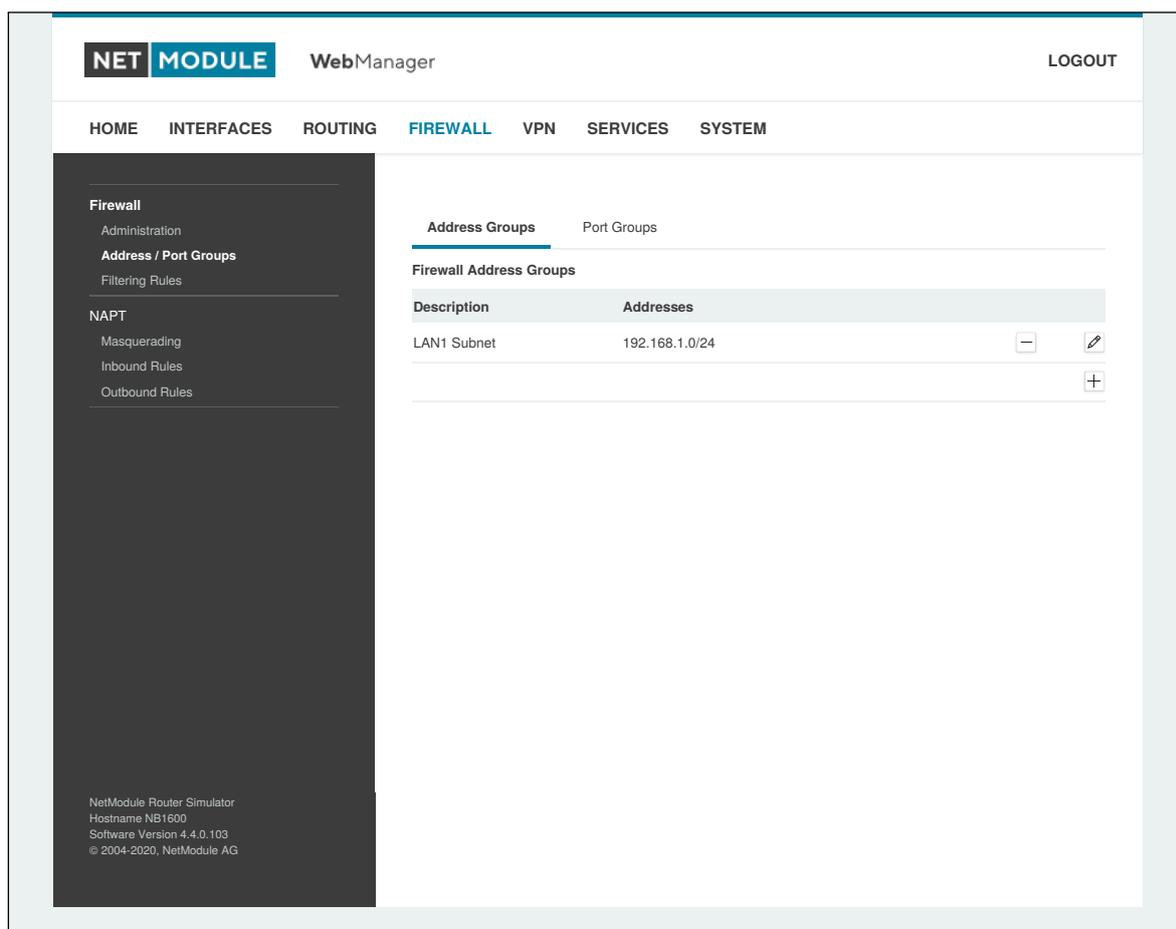 NET MODULE WebManager LOGOUT
HOME INTERFACES ROUTING FIREWALL VPN SERVICES SYSTEM
Firewall
Administration
Address / Port Groups
Filtering Rules
NAPT
Masquerading
Inbound Rules
Outbound Rules
NetModule Router Simulator
Hostname NB1600
Software Version 4.4.0.103
© 2004-2020, NetModule AG
Address Groups Port Groups
Firewall Address Groups
Description Addresses
LAN1 Subnet 192.168.1.0/24